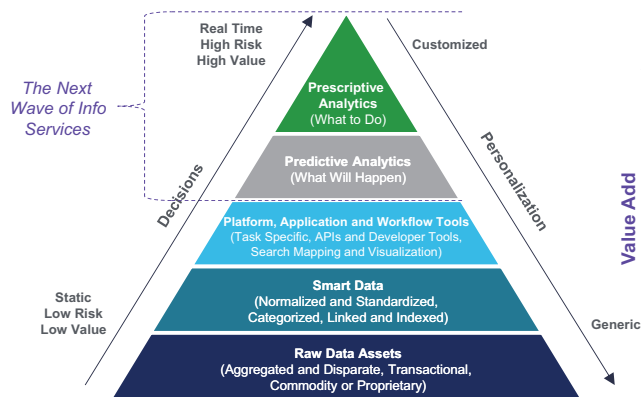 Real Time
High Risk
High Value
Customized
The Next
Wave of Info
Services
Prescriptive
Analytics
(What to Do)
Predictive Analytics
(What Will Happen)
Decisions
Personalization
Value Add
Platform, Application and Workflow Tools
(Task Specific, APIs and Developer Tools,
Search Mapping and Visualization)
Static
Low Risk
Low Value
Smart Data
(Normalized and Standardized,
Categorized, Linked and Indexed)
Generic
Raw Data Assets
(Aggregated and Disparate, Transactional,
Commodity or Proprietary)